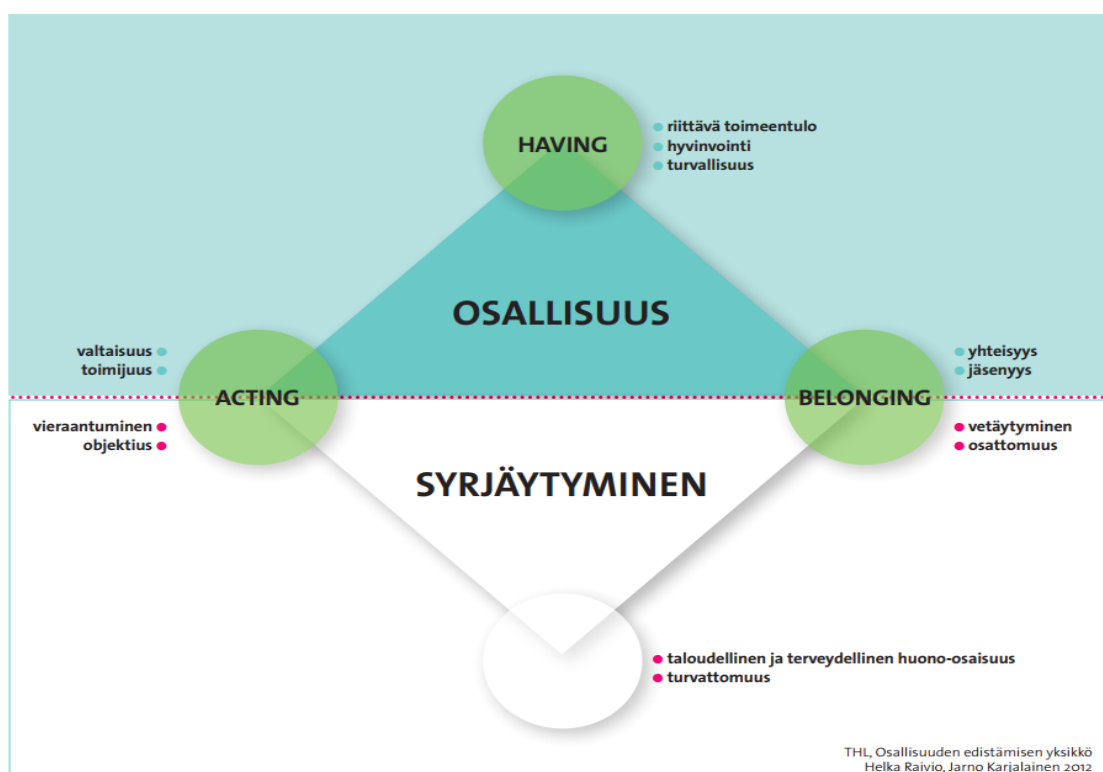 HAVING
riittävä toimeentulo
hyvinvointi
turvallisuus
OSALLISUUS
valtaisuus
toimijuus
ACTING
vieraantuminen
objektius
BELONGING
yhteisyys
jäsenyys
vetäytyminen
osattomuus
SYRJÄYTYMINEN
taloudellinen ja terveydellinen huono-osaisuus
turvattomuus
THL, Osallisuuden edistämisen yksikkö
Helka Raivio, Jarno Karjalainen 2012